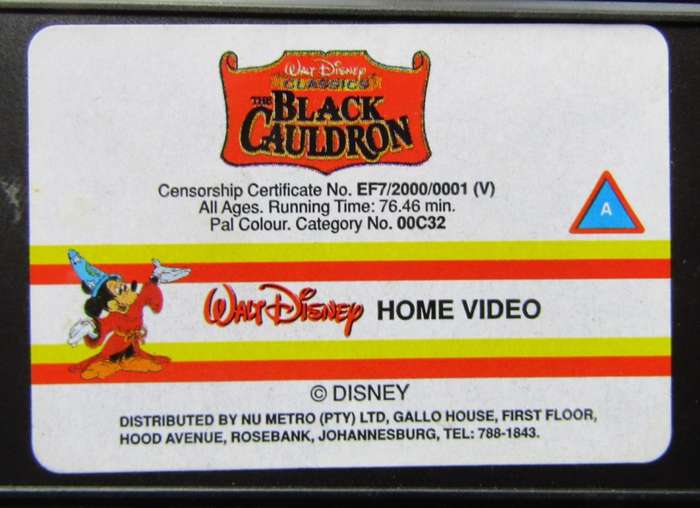 WALT DISNEY
CLASSICS
THE BLACK
CAULDRON
Censorship Certificate No. EF7/2000/0001 (V)
All Ages. Running Time: 76.46 min.
Pal Colour. Category No. 00C32
A
WALT DISNEY HOME VIDEO
© DISNEY
DISTRIBUTED BY NU METRO (PTY) LTD, GALLO HOUSE, FIRST FLOOR,
HOOD AVENUE, ROSEBANK, JOHANNESBURG, TEL: 788-1843.